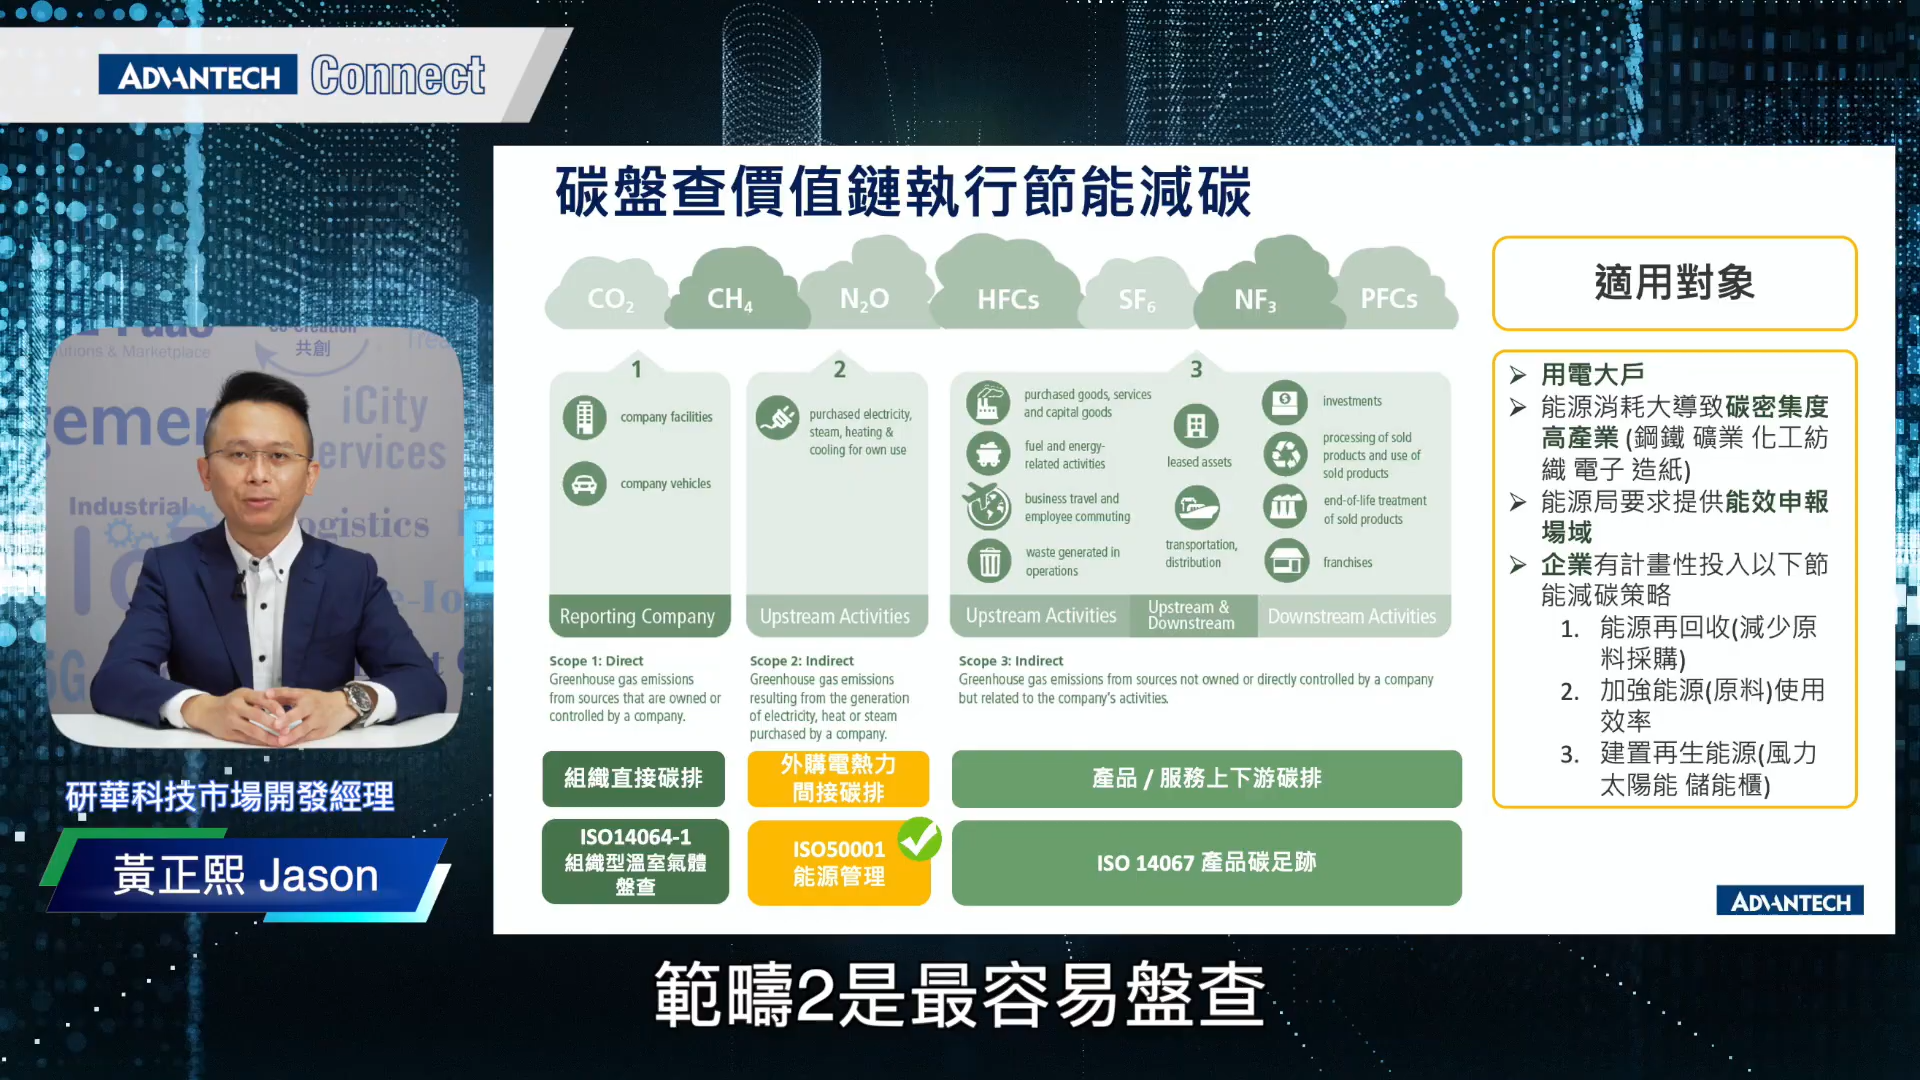 ADVANTECH Connect
碳盤查價值鏈執行節能減碳
CO2
CH4
N2O
HFCs
SF6
NF3
PFCs
1
company facilities
company vehicles
Reporting Company
2
purchased electricity,
steam, heating &
cooling for own use
Upstream Activities
3
purchased goods, services
and capital goods
fuel and energy-
related activities
business travel and
employee commuting
waste generated in
operations
Upstream Activities
leased assets
transportation,
distribution
Upstream &
Downstream
investments
processing of sold
products and use of
sold products
end-of-life treatment
of sold products
franchises
Downstream Activities
Scope 1: Direct
Greenhouse gas emissions
from sources that are owned or
controlled by a company.
Scope 2: Indirect
Greenhouse gas emissions
resulting from the generation
of electricity, heat or steam
purchased by a company.
Scope 3: Indirect
Greenhouse gas emissions from sources not owned or directly controlled by a company
but related to the company's activities.
組織直接碳排
外購電熱力
間接碳排
產品 / 服務上下游碳排
ISO14064-1
組織型溫室氣體
盤查
ISO50001
能源管理
ISO 14067 產品碳足跡
適用對象
用電大戶
能源消耗大導致碳密集度
高產業 (鋼鐵 礦業 化工紡
織 電子 造紙)
能源局要求提供能效申報
場域
企業有計畫性投入以下節
能減碳策略
1. 能源再回收(減少原
料採購)
2. 加強能源(原料)使用
效率
3. 建置再生能源(風力
太陽能 儲能櫃)
ADVANTECH
utions & Marketplace
Co-Creation
共創
iCity
ervices
gemen
Industrial
ogistics
5G
研華科技市場開發經理
黃正熙 Jason
範疇2是最容易盤查